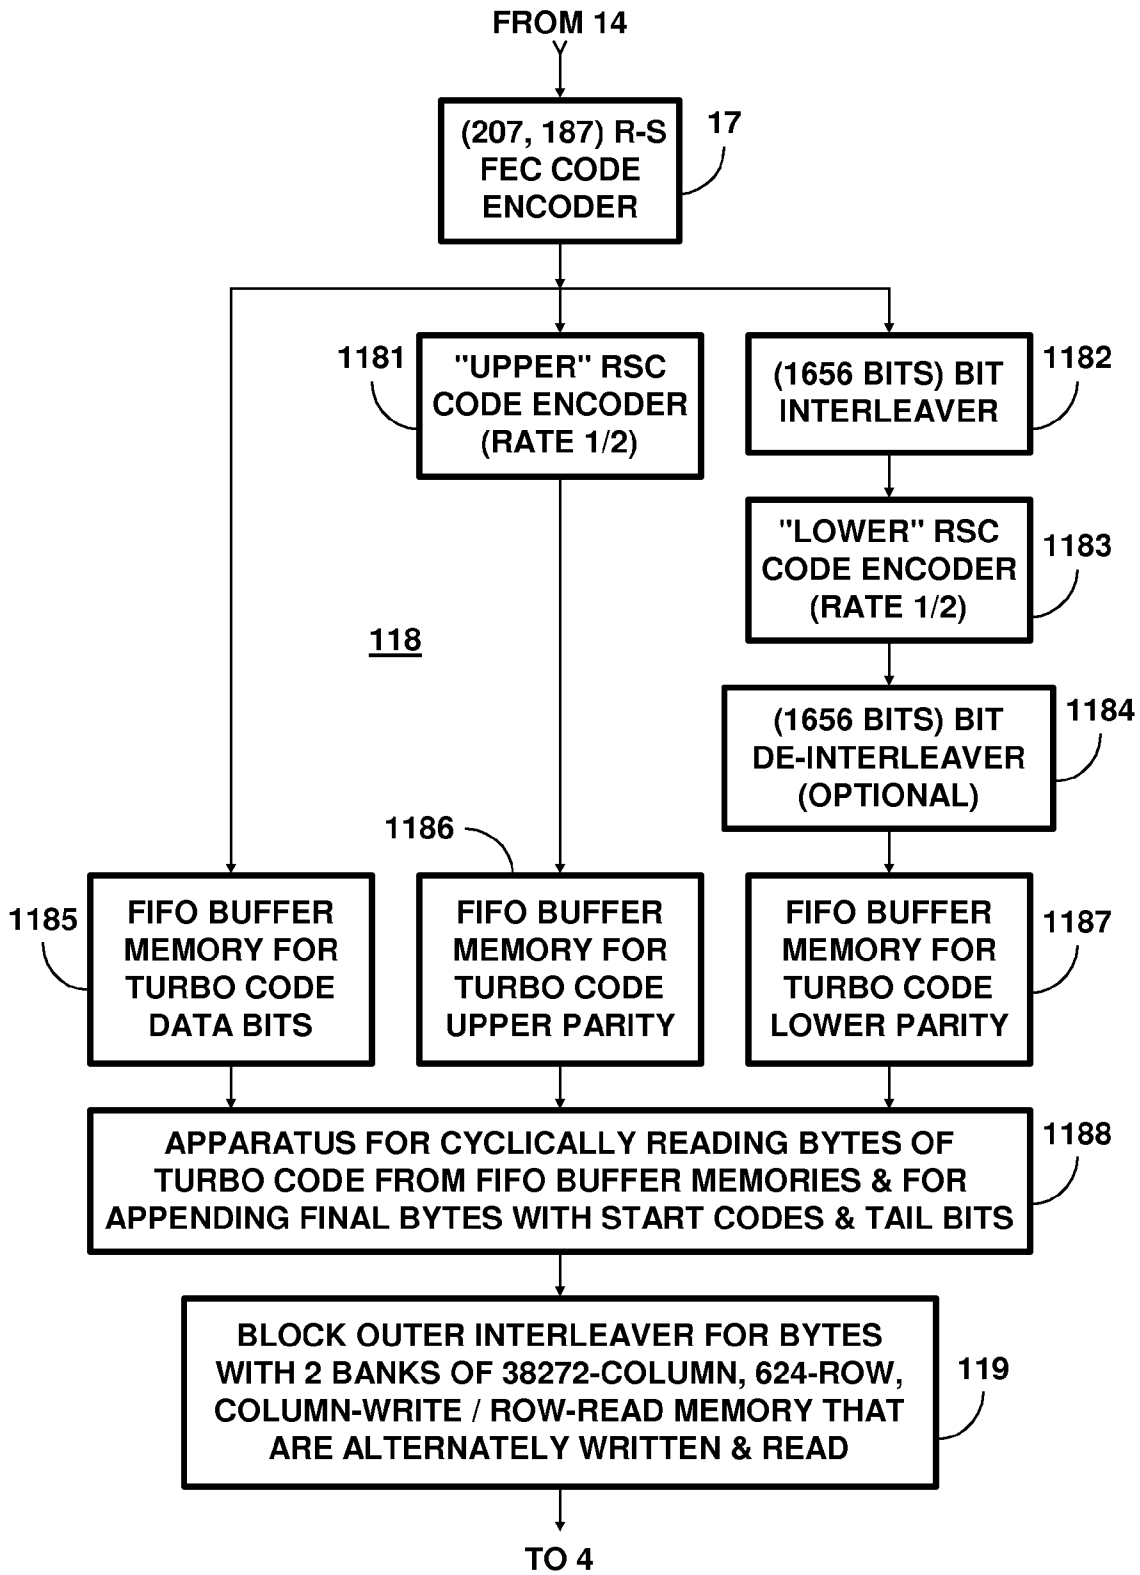 FROM 14
(207, 187) R-S
FEC CODE
ENCODER
17
"UPPER" RSC
CODE ENCODER
(RATE 1/2)
1181
(1656 BITS) BIT
INTERLEAVER
1182
"LOWER" RSC
CODE ENCODER
(RATE 1/2)
1183
118
(1656 BITS) BIT
DE-INTERLEAVER
(OPTIONAL)
1184
1185
FIFO BUFFER
MEMORY FOR
TURBO CODE
DATA BITS
1186
FIFO BUFFER
MEMORY FOR
TURBO CODE
UPPER PARITY
FIFO BUFFER
MEMORY FOR
TURBO CODE
LOWER PARITY
1187
APPARATUS FOR CYCLICALLY READING BYTES OF
TURBO CODE FROM FIFO BUFFER MEMORIES & FOR
APPENDING FINAL BYTES WITH START CODES & TAIL BITS
1188
BLOCK OUTER INTERLEAVER FOR BYTES
WITH 2 BANKS OF 38272-COLUMN, 624-ROW,
COLUMN-WRITE / ROW-READ MEMORY THAT
ARE ALTERNATELY WRITTEN & READ
119
TO 4